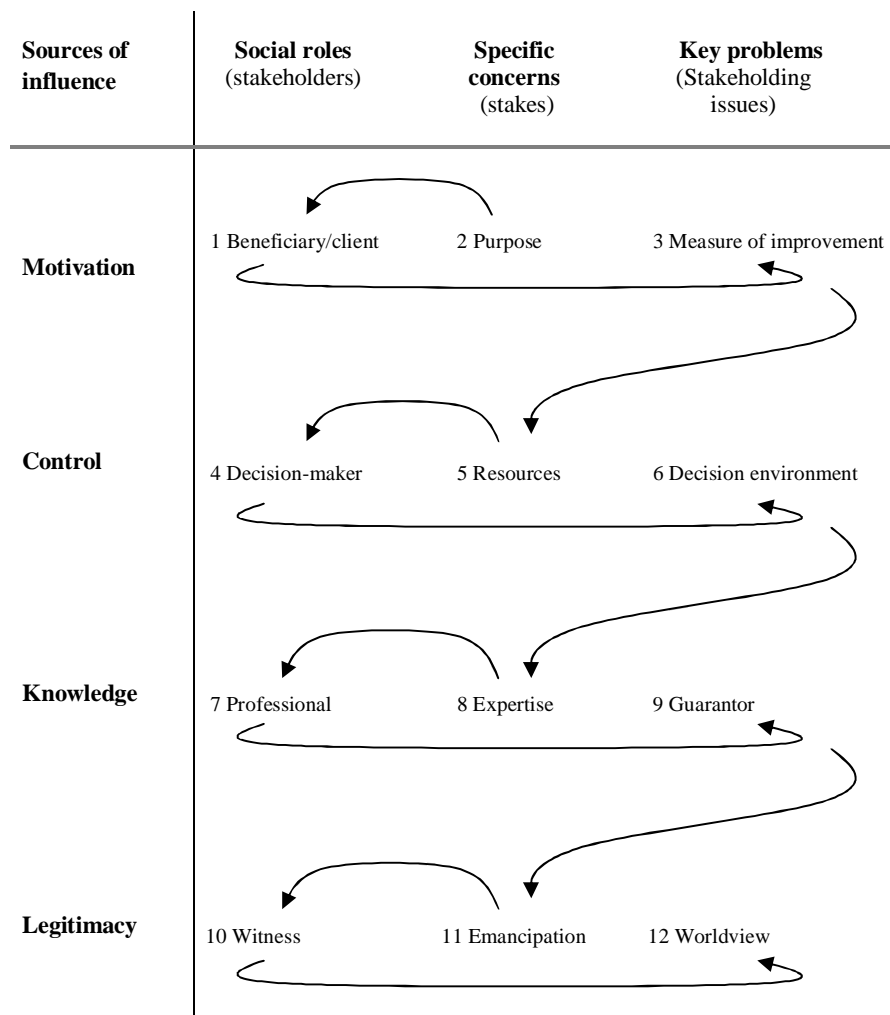 Sources of influence
Social roles (stakeholders)
Specific concerns (stakes)
Key problems (Stakeholding issues)
Motivation
1 Beneficiary/client
2 Purpose
3 Measure of improvement
Control
4 Decision-maker
5 Resources
6 Decision environment
Knowledge
7 Professional
8 Expertise
9 Guarantor
Legitimacy
10 Witness
11 Emancipation
12 Worldview